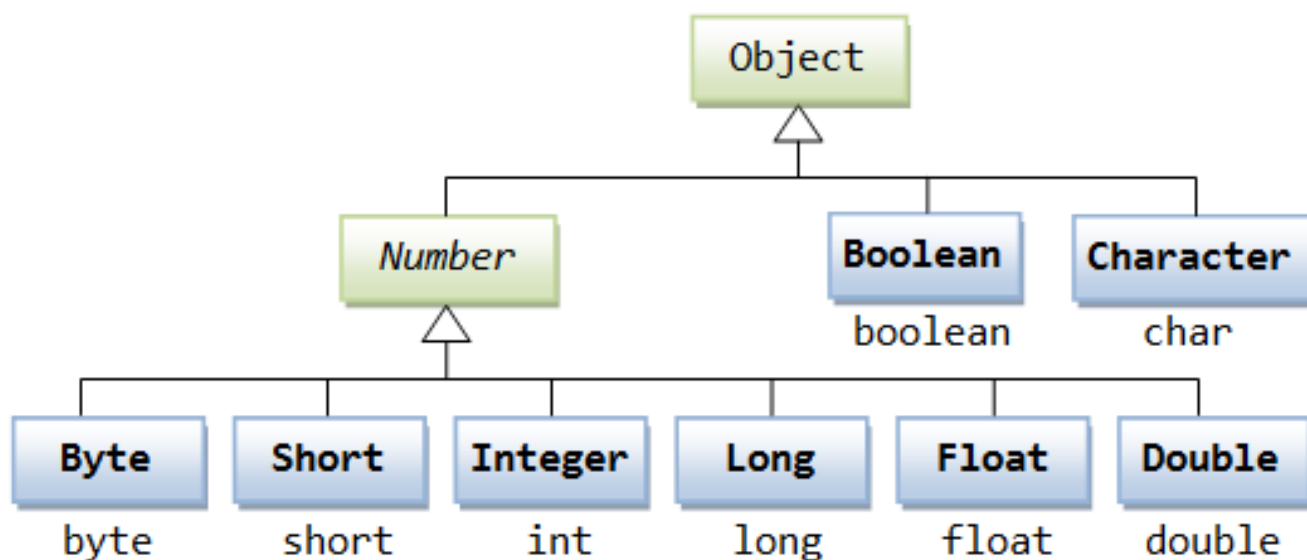 Object
Number Boolean Character
boolean char
Byte Short Integer Long Float Double
byte short int long float double